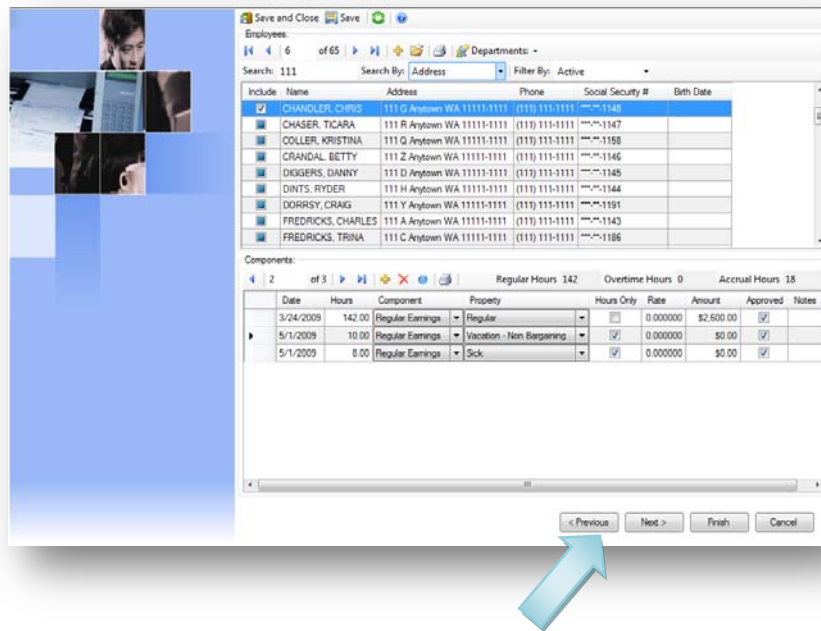 Save and Close Save
Employees:
6 of 65 Departments:
Search: 111 Search By: Address Filter By: Active
Include Name Address Phone Social Security # Birth Date
CHANDLER, CHRIS 111 G Anytown WA 11111-1111 (111) 111-1111 ***-**-1148
CHASER, TICARA 111 R Anytown WA 11111-1111 (111) 111-1111 ***-**-1147
COLLER, KRISTINA 111 Q Anytown WA 11111-1111 (111) 111-1111 ***-**-1158
CRANDAL, BETTY 111 Z Anytown WA 11111-1111 (111) 111-1111 ***-**-1146
DIGGERS, DANNY 111 D Anytown WA 11111-1111 (111) 111-1111 ***-**-1145
DINTS, RYDER 111 H Anytown WA 11111-1111 (111) 111-1111 ***-**-1144
DORRSY, CRAIG 111 Y Anytown WA 11111-1111 (111) 111-1111 ***-**-1191
FREDRICKS, CHARLES 111 A Anytown WA 11111-1111 (111) 111-1111 ***-**-1143
FREDRICKS, TRINA 111 C Anytown WA 11111-1111 (111) 111-1111 ***-**-1186
Components:
2 of 3 Regular Hours 142 Overtime Hours 0 Accrual Hours 18
Date Hours Component Property Hours Only Rate Amount Approved Notes
3/24/2009 142.00 Regular Earnings Regular 0.000000 $2,600.00
5/1/2009 10.00 Regular Earnings Vacation - Non Bargaining 0.000000 $0.00
5/1/2009 8.00 Regular Earnings Sick 0.000000 $0.00
< Previous Next > Finish Cancel